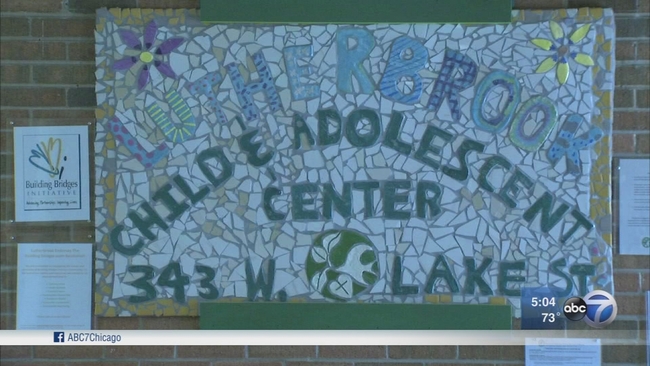 LUTHERBROOK
CHILD & ADOLESCENT
CENTER
343 W. LAKE ST
Building Bridges
INITIATIVE
5:04
73°
abc 7
ABC7Chicago